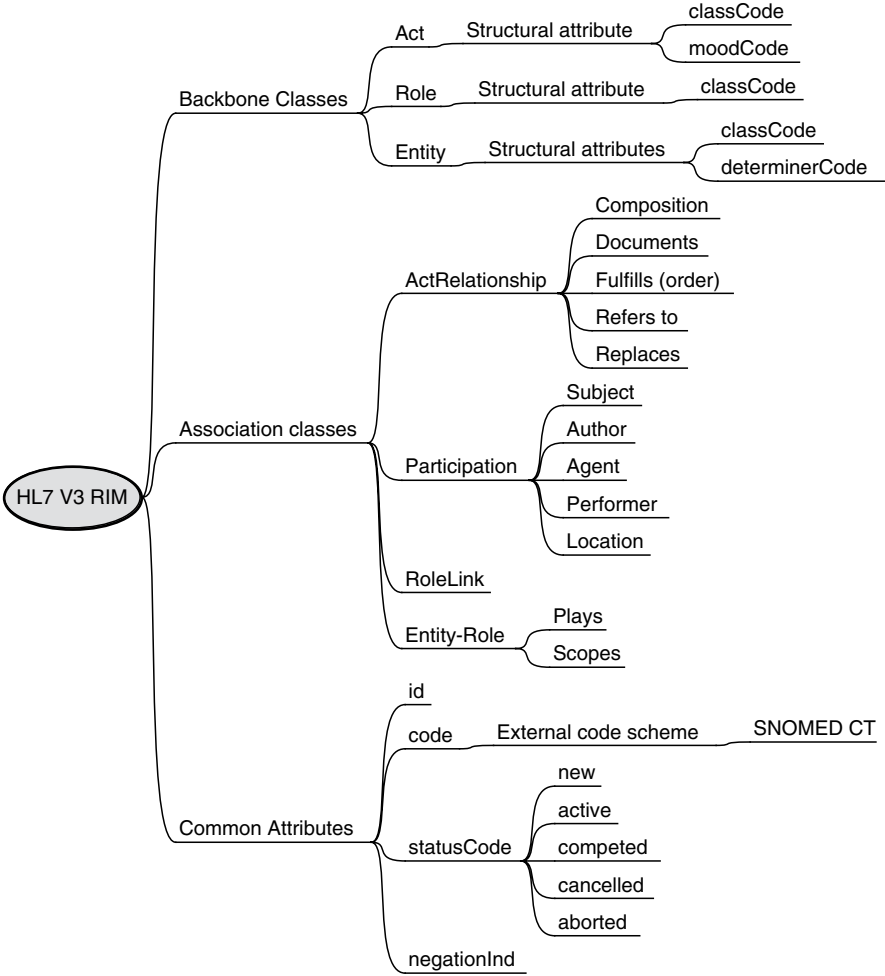 HL7 V3 RIM
Backbone Classes
Act
Structural attribute
classCode
moodCode
Role
Structural attribute
classCode
Entity
Structural attributes
classCode
determinerCode
Association classes
ActRelationship
Composition
Documents
Fulfills (order)
Refers to
Replaces
Participation
Subject
Author
Agent
Performer
Location
RoleLink
Entity-Role
Plays
Scopes
Common Attributes
id
code
External code scheme
SNOMED CT
statusCode
new
active
competed
cancelled
aborted
negationInd